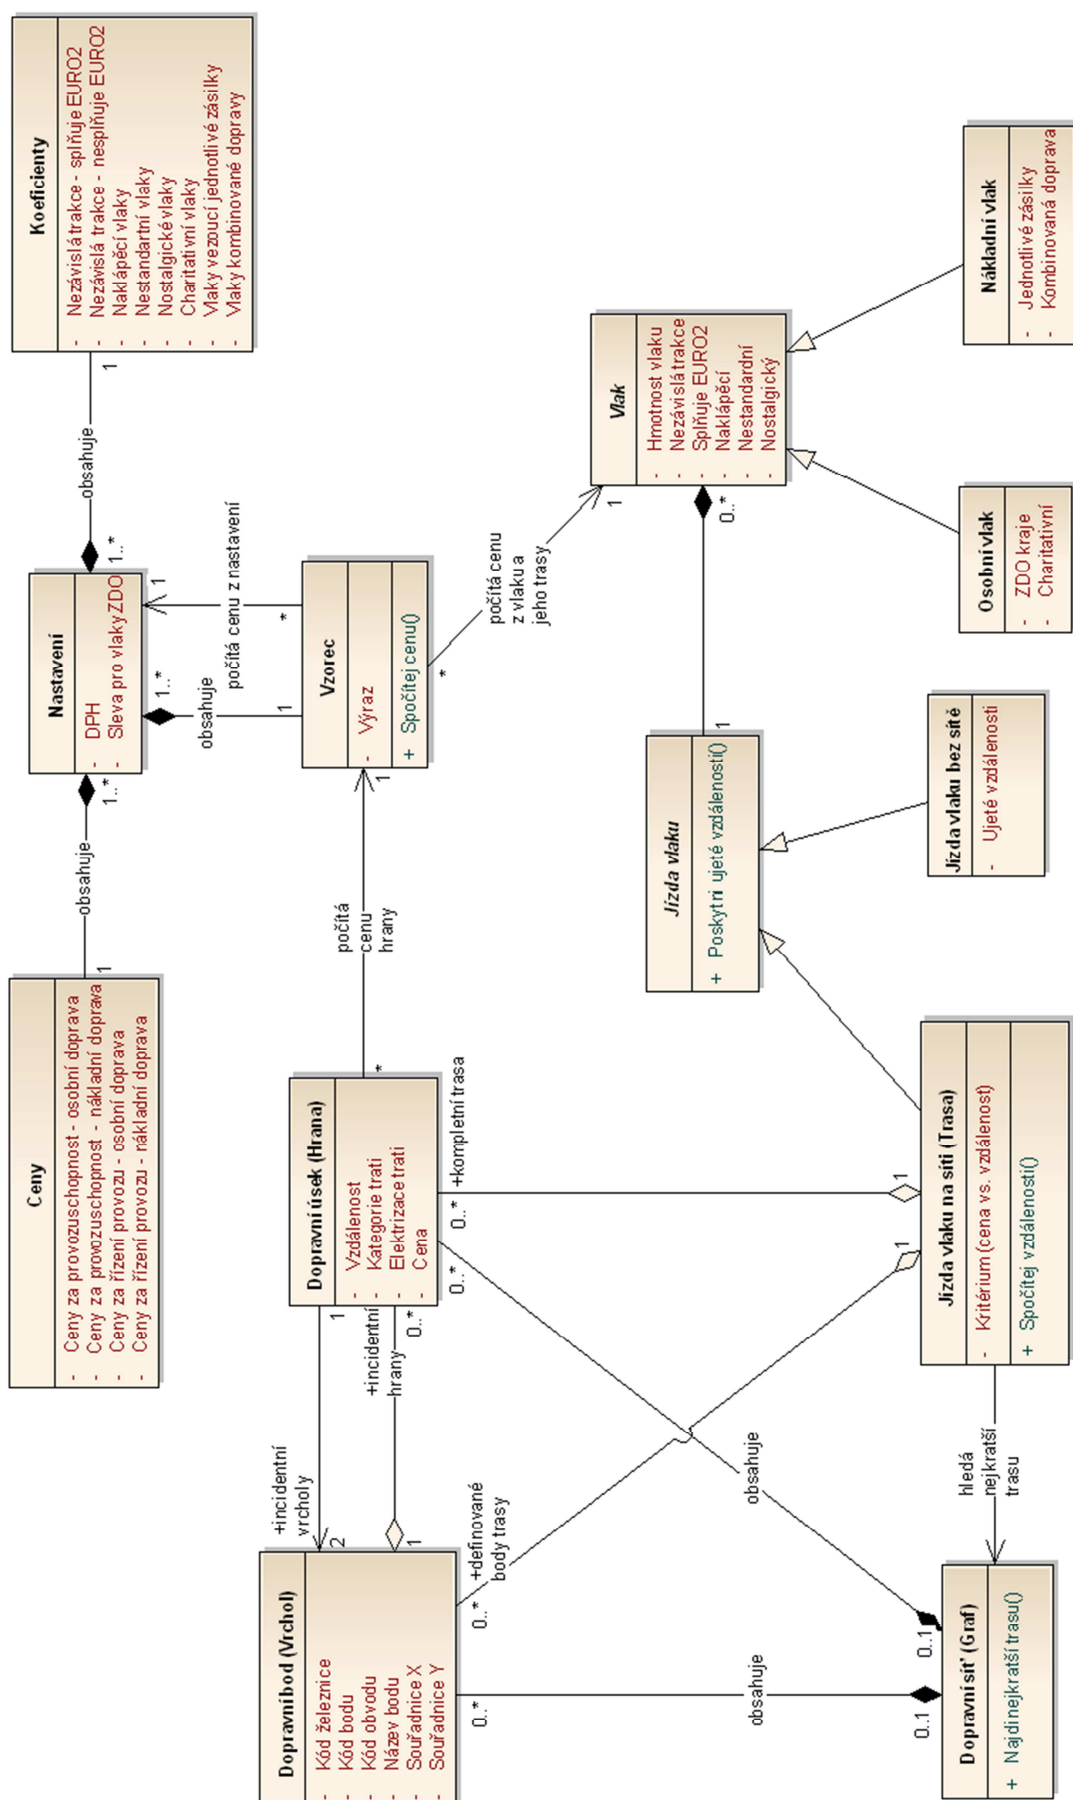 Ceny
- Ceny za provozuschopnost - osobní doprava
- Ceny za provozuschopnost - nákládní doprava
- Ceny za řízení provozu - osobní doprava
- Ceny za řízení provozu - nákládní doprava
1
obsahuje
1..*
Nastavení
- DPH
- Sleva pro vlaky ZDO
1..*
obsahuje
1
Koeficienty
- Nezávislá trakce - splňuje EURO2
- Nezávislá trakce - nesplňuje EURO2
- Naklápěcí vlaky
- Nestandartní vlaky
- Nostalgické vlaky
- Charitativní vlaky
- Vlaky vezoucí jednotlivé zásilky
- Vlaky kombinované dopravy
1..*
obsahuje
1
1
počítá cenu z nastavení
*
Dopravní bod (Vrchol)
- Kód železnice
- Kód bodu
- Kód obvodu
- Název bodu
- Souřadnice X
- Souřadnice Y
+incidentní
vrcholy
2
1
+incidentní
hrany
1
0..*
Dopravní úsek (Hrana)
- Vzdálenost
- Kategorie trati
- Elektrizace trati
- Cena
*
počítá
cenu
hrany
1
Vzorec
- Výraz
+ Spočítej cenu()
*
počítá cenu
z vlaku a
jeho trasy
1
0..*
+definované
body trasy
0..*
0..*
+kompletní trasa
0..*
Vlak
- Hmotnost vlaku
- Nezávislá trakce
- Splňuje EURO2
- Naklápěcí
- Nestandardní
- Nostalgický
0..*
1
Jízda vlaku
+ Poskytni ujeté vzdálenosti()
obsahuje
obsahuje
0..1
0..1
1
1
Dopravní síť (Graf)
+ Najdi nejkratší trasu()
hledá
nejkratší
trasu
Jízda vlaku na síti (Trasa)
- Kritérium (cena vs. vzdálenost)
+ Spočítej vzdálenosti()
Jízda vlaku bez sítě
- Ujeté vzdálenosti
Osobní vlak
- ZDO kraje
- Charitativní
Nákládní vlak
- Jednotlivé zásilky
- Kombinovaná doprava